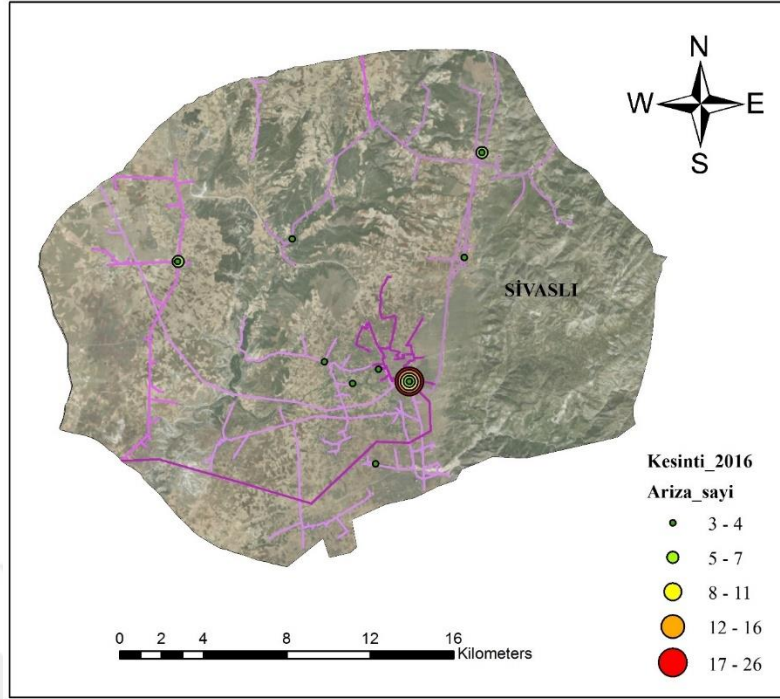 N
W E
S
SİVASLI
Kesinti_2016
Ariza_sayi
3 - 4
5 - 7
8 - 11
12 - 16
17 - 26
0 2 4 8 12 16
Kilometers